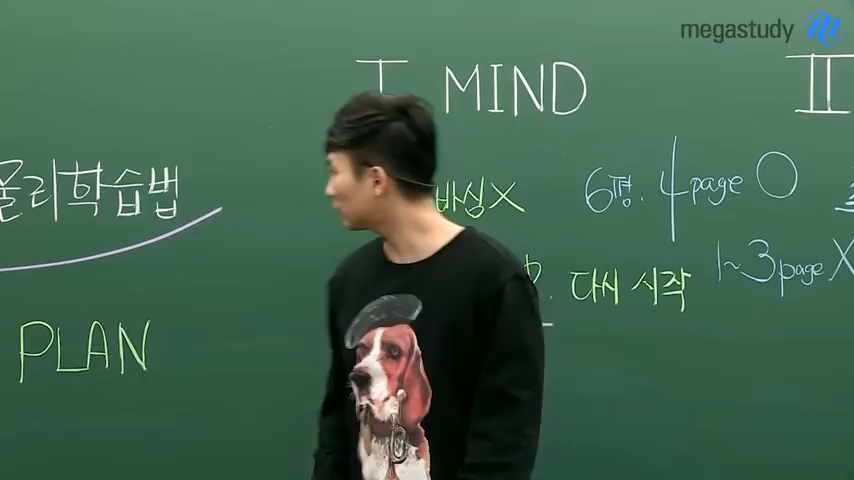 megastudy
물리학습법
PLAN
I MIND
바심X
6평. 4page O
다시 시작
1~3page X
II